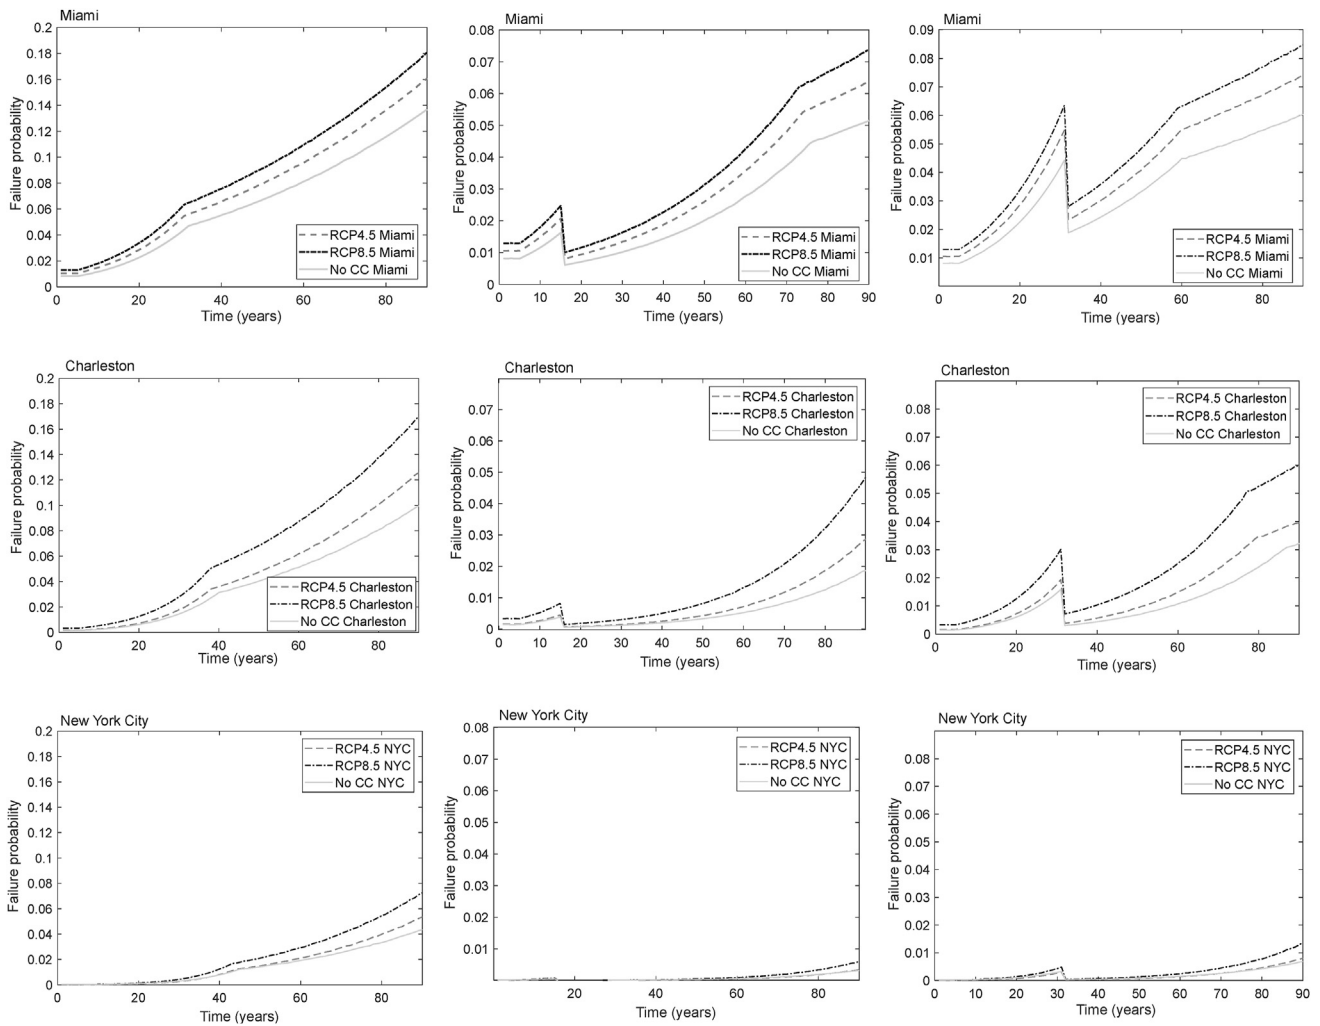 Miami
0.2
0.18
0.16
0.14
0.12
0.1
0.08
0.06
0.04
0.02
0
Failure probability
RCP4.5 Miami
RCP8.5 Miami
No CC Miami
0 20 40 60 80
Time (years)
Miami
0.08
0.07
0.06
0.05
0.04
0.03
0.02
0.01
0
Failure probability
RCP4.5 Miami
RCP8.5 Miami
No CC Miami
0 10 20 30 40 50 60 70 80 90
Time (years)
Miami
0.09
0.08
0.07
0.06
0.05
0.04
0.03
0.02
0.01
Failure probability
RCP4.5 Miami
RCP8.5 Miami
No CC Miami
0 20 40 60 80
Time (years)
Charleston
0.2
0.18
0.16
0.14
0.12
0.1
0.08
0.06
0.04
0.02
0
Failure probability
RCP4.5 Charleston
RCP8.5 Charleston
No CC Charleston
0 20 40 60 80
Time (years)
Charleston
0.07
0.06
0.05
0.04
0.03
0.02
0.01
0
Failure probability
RCP4.5 Charleston
RCP8.5 Charleston
No CC Charleston
0 10 20 30 40 50 60 70 80
Time (years)
Charleston
0.08
0.07
0.06
0.05
0.04
0.03
0.02
0.01
0
Failure probability
RCP4.5 Charleston
RCP8.5 Charleston
No CC Charleston
0 20 40 60 80
Time (years)
New York City
0.2
0.18
0.16
0.14
0.12
0.1
0.08
0.06
0.04
0.02
0
Failure probability
RCP4.5 NYC
RCP8.5 NYC
No CC NYC
0 20 40 60 80
Time (years)
New York City
0.08
0.07
0.06
0.05
0.04
0.03
0.02
0.01
Failure probability
RCP4.5 NYC
RCP8.5 NYC
No CC NYC
20 40 60 80
Time (years)
New York City
0.08
0.07
0.06
0.05
0.04
0.03
0.02
0.01
0
Failure probability
RCP4.5 NYC
RCP8.5 NYC
No CC NYC
0 10 20 30 40 50 60 70 80 90
Time (years)